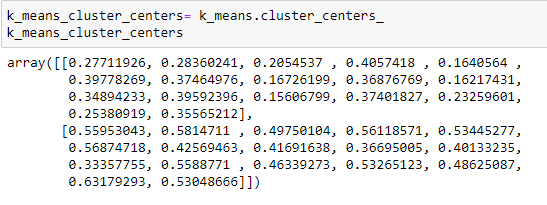 k_means_cluster_centers= k_means.cluster_centers_
k_means_cluster_centers
array([[0.27711926, 0.28360241, 0.2054537 , 0.4057418 , 0.1640564 ,
0.39778269, 0.37464976, 0.16726199, 0.36876769, 0.16217431,
0.34894233, 0.39592396, 0.15606799, 0.37401827, 0.23259601,
0.25380919, 0.35565212],
[0.55953043, 0.5814711 , 0.49750104, 0.56118571, 0.53445277,
0.56874718, 0.42569463, 0.41691638, 0.36695005, 0.40133235,
0.33357755, 0.5588771 , 0.46339273, 0.53265123, 0.48625087,
0.63179293, 0.53048666]])